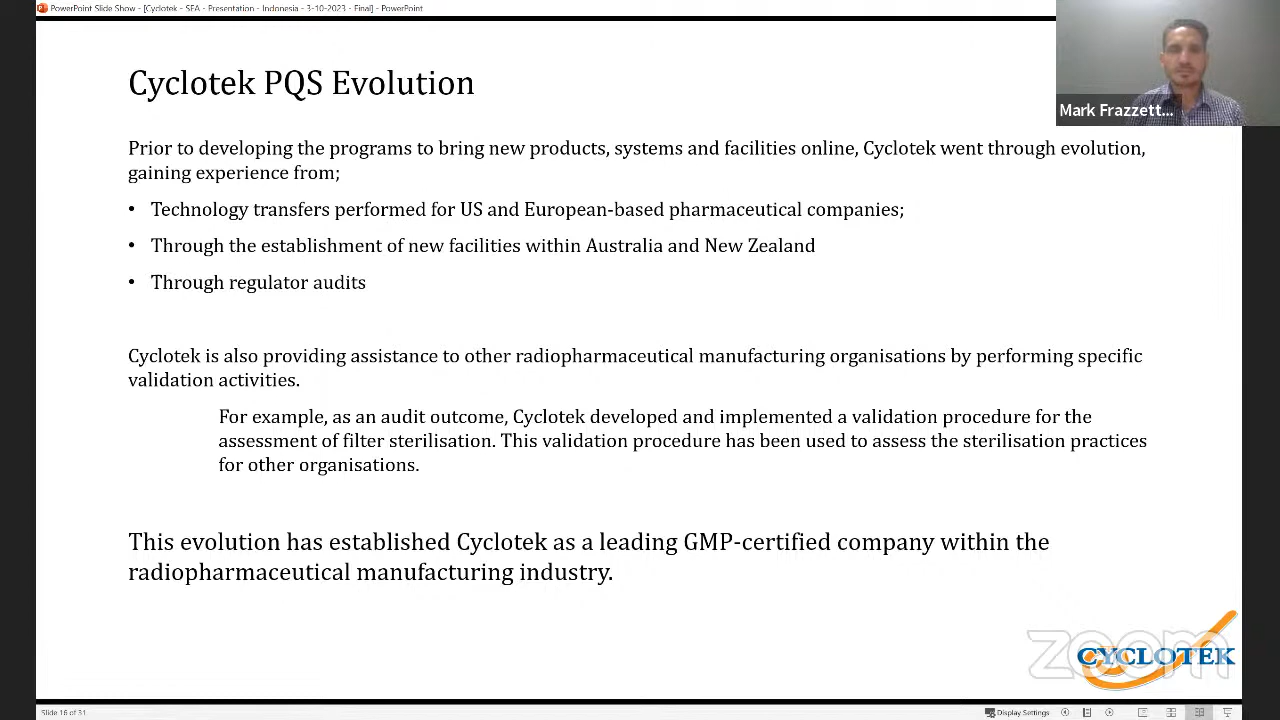 PowerPoint Slide Show - [Cyclotek - SEA - Presentation - Indonesia - 3-10-2023 - Final] - PowerPoint
Mark Frazzett...
Cyclotek PQS Evolution
Prior to developing the programs to bring new products, systems and facilities online, Cyclotek went through evolution,
gaining experience from;
• Technology transfers performed for US and European-based pharmaceutical companies;
• Through the establishment of new facilities within Australia and New Zealand
• Through regulator audits
Cyclotek is also providing assistance to other radiopharmaceutical manufacturing organisations by performing specific
validation activities.
For example, as an audit outcome, Cyclotek developed and implemented a validation procedure for the
assessment of filter sterilisation. This validation procedure has been used to assess the sterilisation practices
for other organisations.
This evolution has established Cyclotek as a leading GMP-certified company within the
radiopharmaceutical manufacturing industry.
zoom
CYCLOTEK
Slide 16 of 31
Display Settings